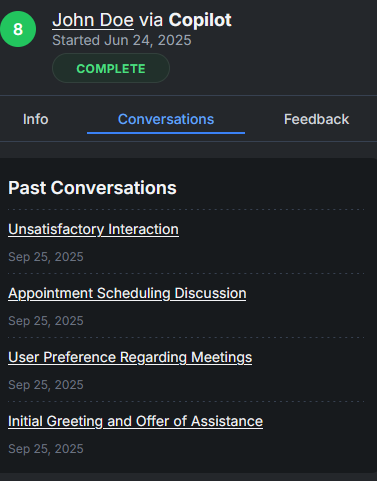 8
John Doe via Copilot
Started Jun 24, 2025
COMPLETE
Info Conversations Feedback
Past Conversations
Unsatisfactory Interaction
Sep 25, 2025
Appointment Scheduling Discussion
Sep 25, 2025
User Preference Regarding Meetings
Sep 25, 2025
Initial Greeting and Offer of Assistance
Sep 25, 2025